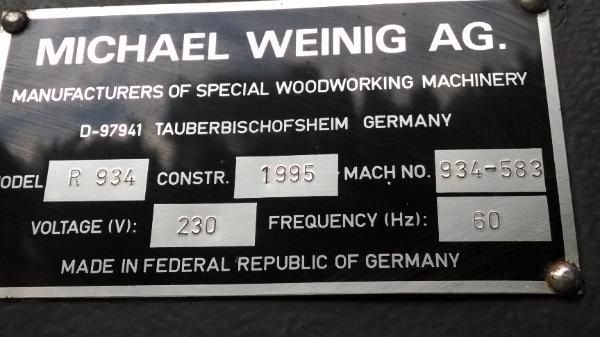 MICHAEL WEINIG AG.
MANUFACTURERS OF SPECIAL WOODWORKING MACHINERY
D-97941 TAUBERBISCHOFSHEIM GERMANY
ODEL R 934 CONSTR. 1995 MACH NO. 934-583
VOLTAGE (V): 230 FREQUENCY (Hz): 60
MADE IN FEDERAL REPUBLIC OF GERMANY